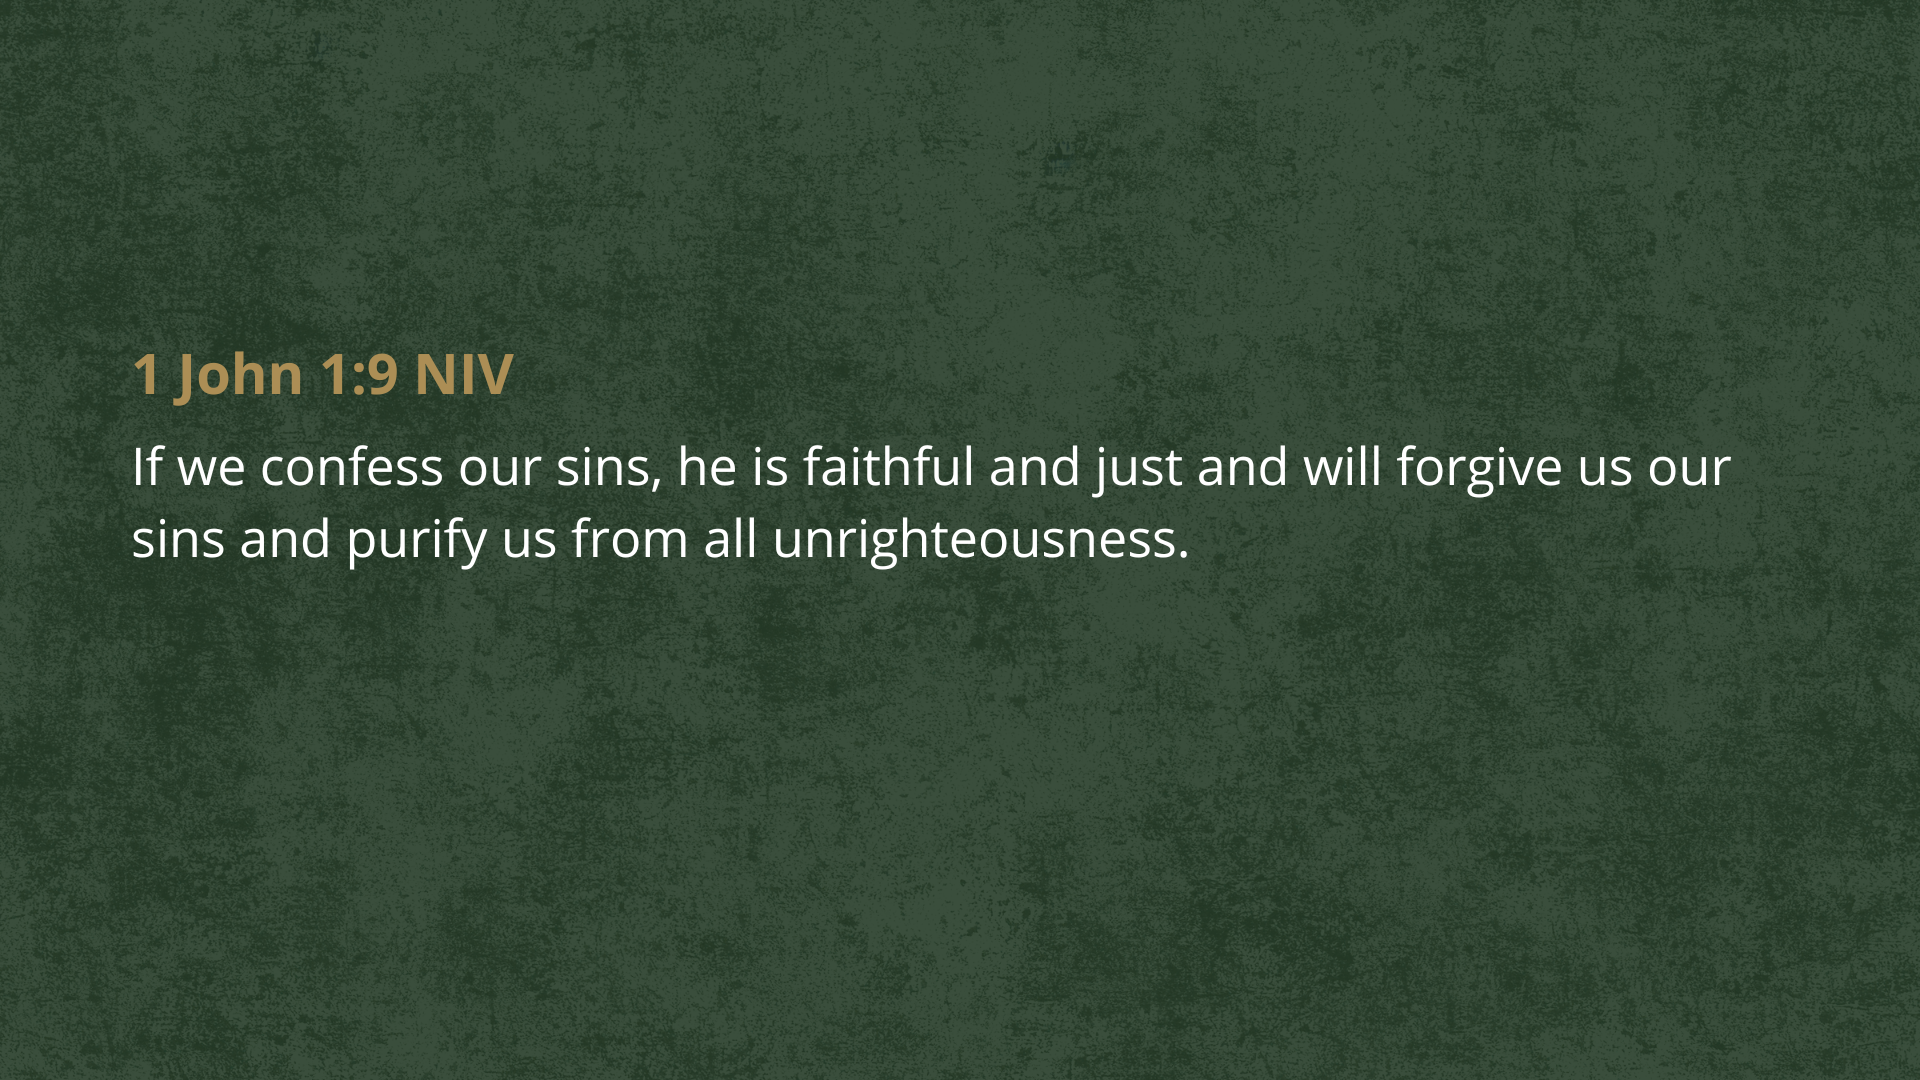 1 John 1:9 NIV
If we confess our sins, he is faithful and just and will forgive us our
sins and purify us from all unrighteousness.